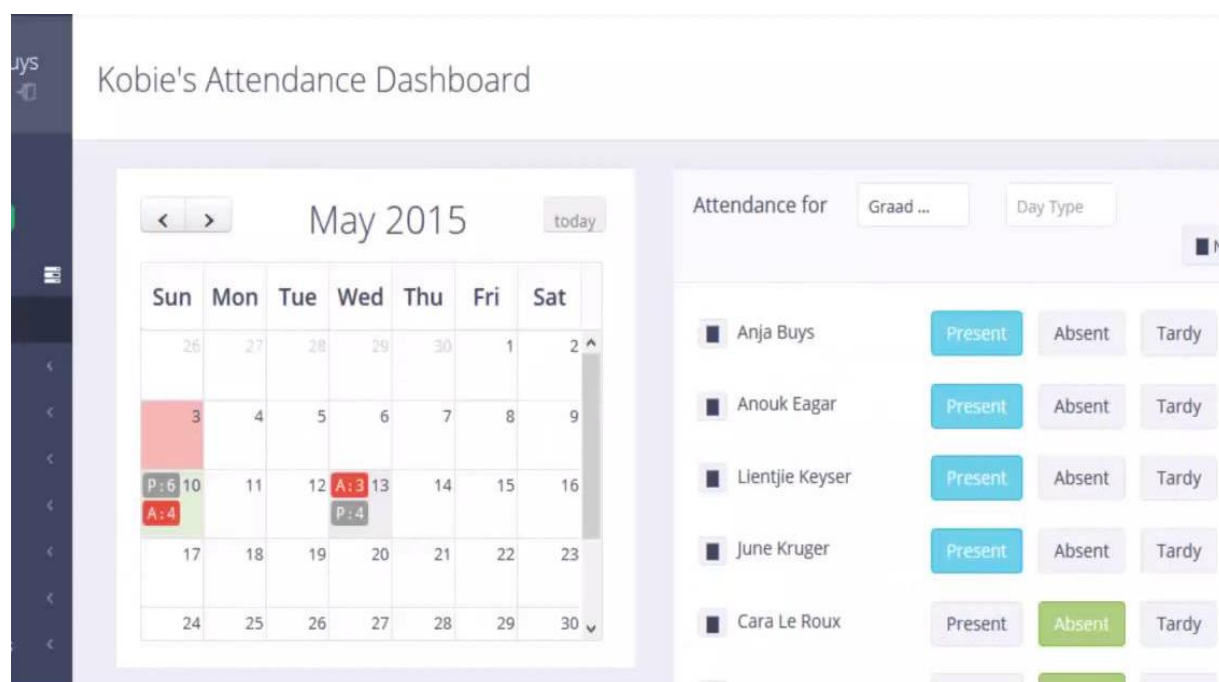 uys
Kobie's Attendance Dashboard
May 2015
today
Sun Mon Tue Wed Thu Fri Sat
26 27 28 29 30 1 2
3 4 5 6 7 8 9
P:6 10 11 12 A:3 13 14 15 16
A:4 P:4
17 18 19 20 21 22 23
24 25 26 27 28 29 30
Attendance for Graad ... Day Type
Anja Buys Present Absent Tardy
Anouk Eagar Present Absent Tardy
Lientjie Keyser Present Absent Tardy
June Kruger Present Absent Tardy
Cara Le Roux Present Absent Tardy